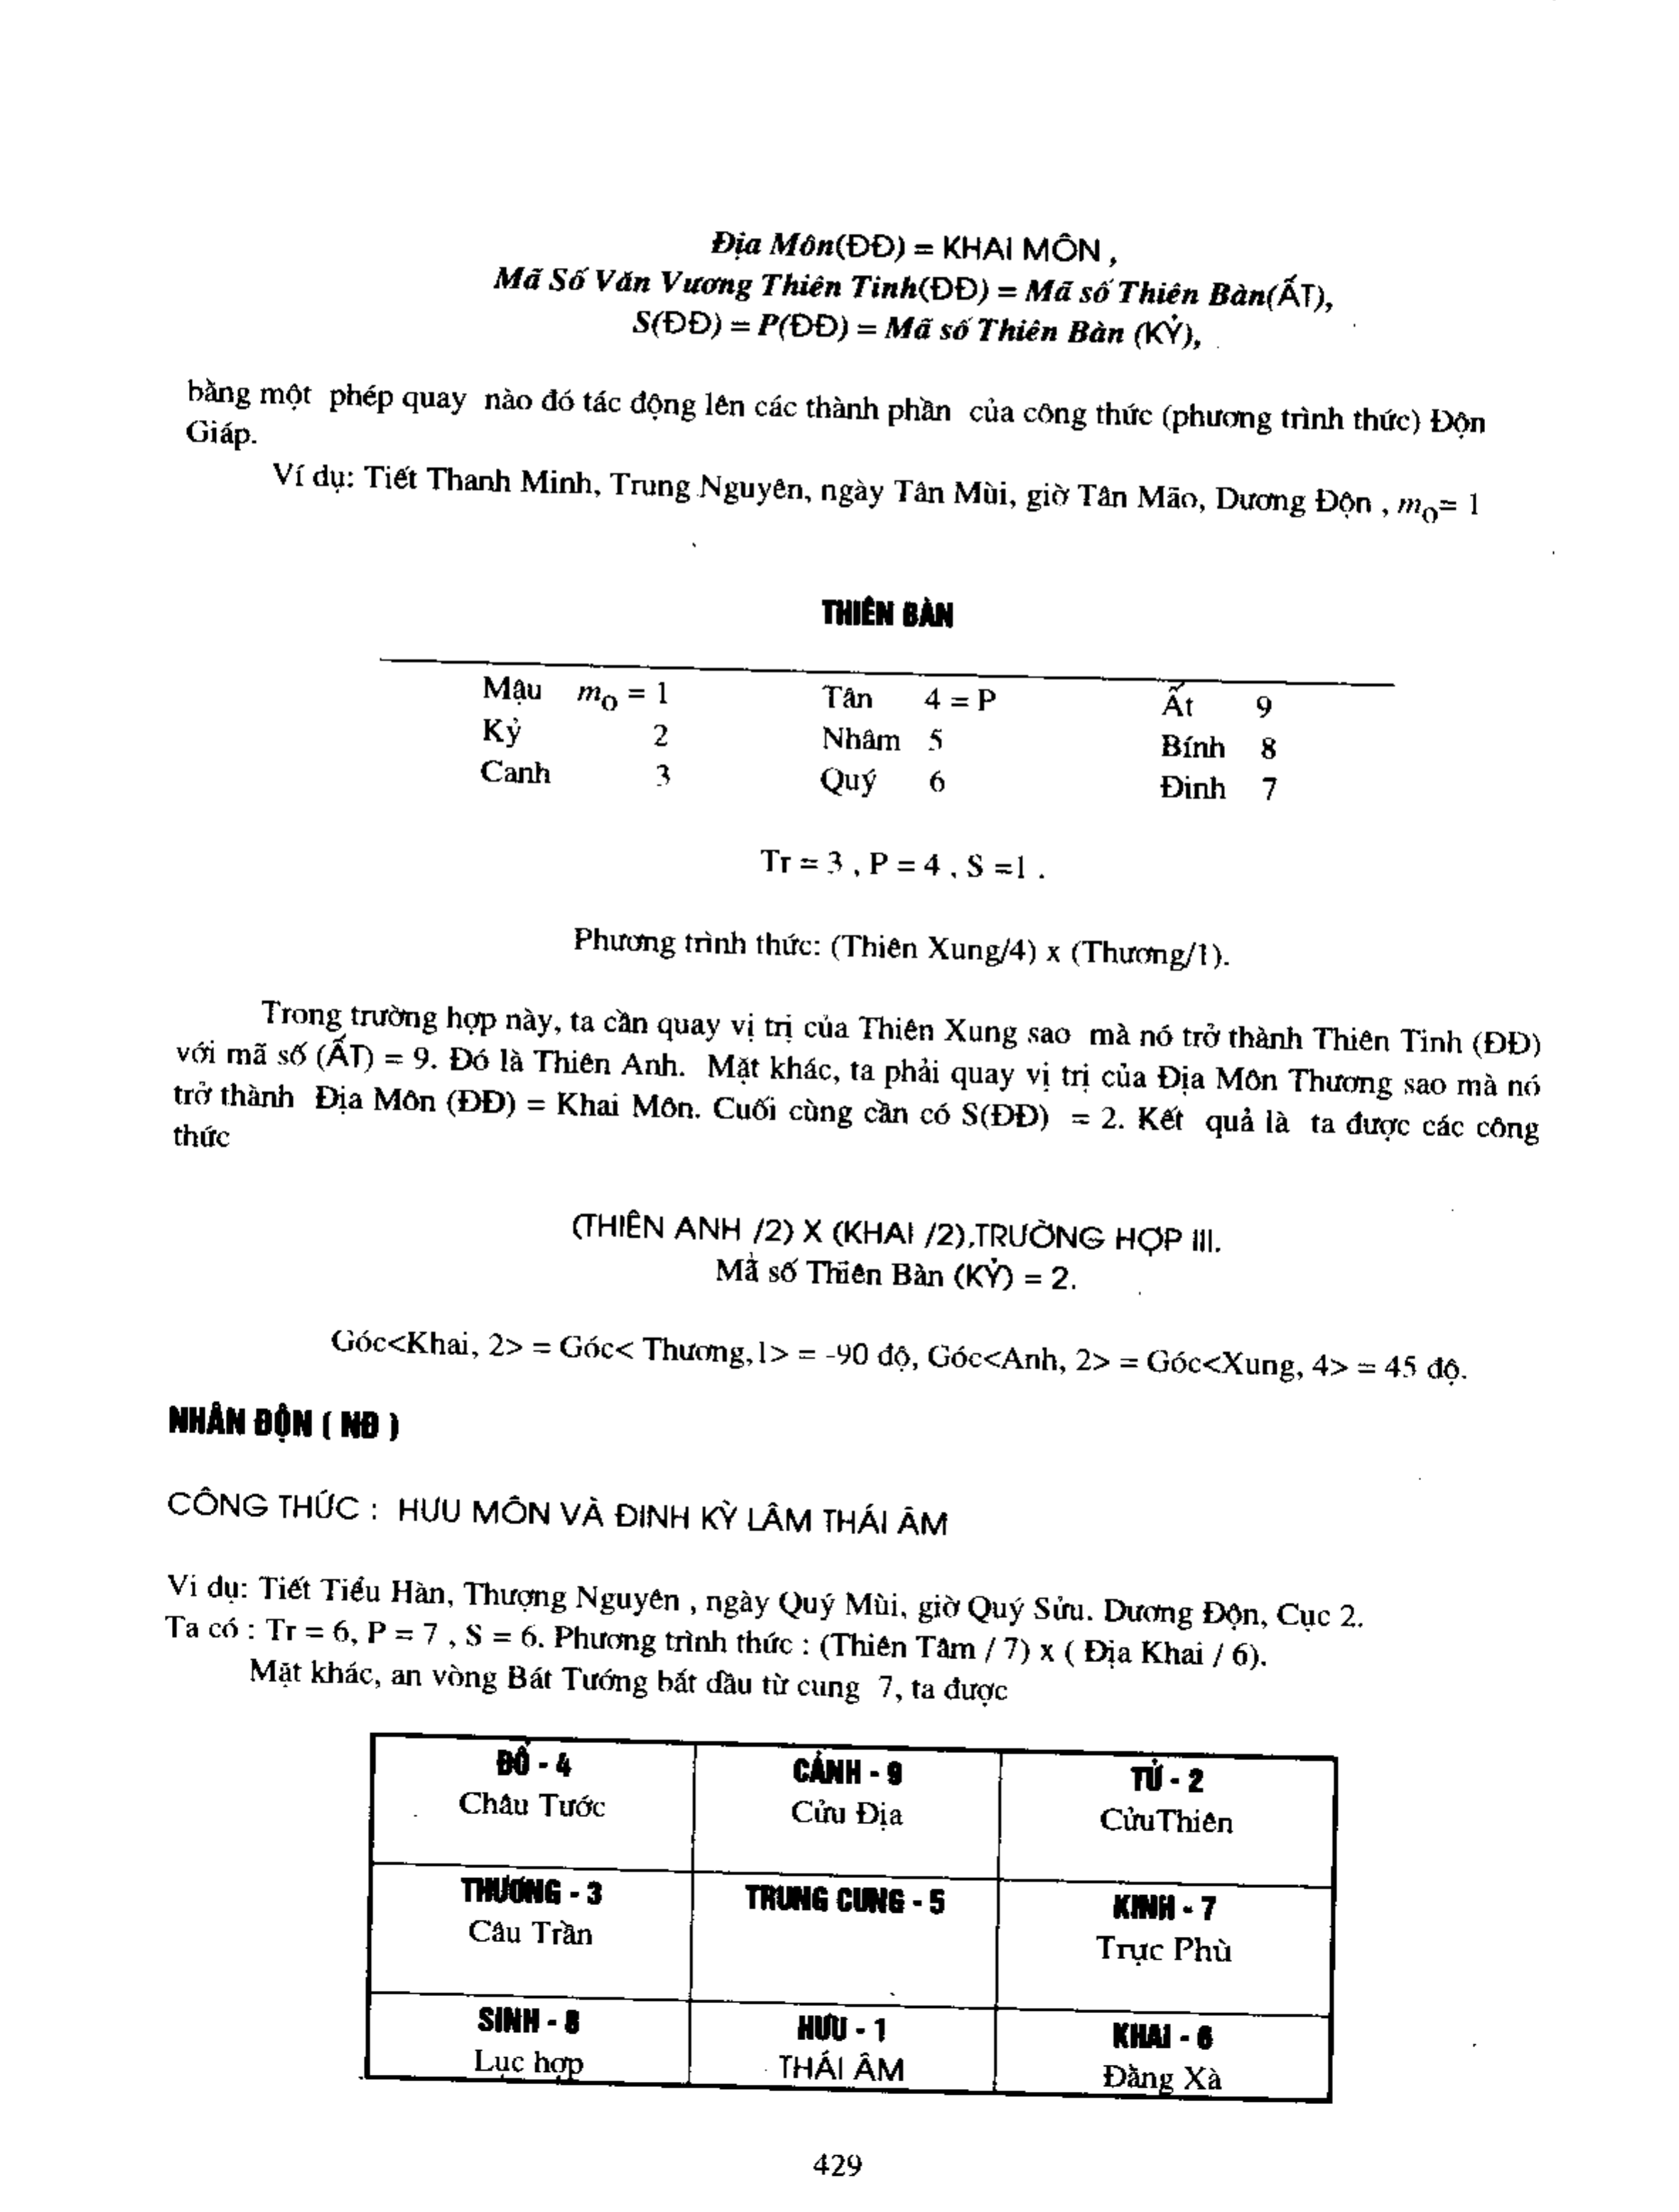 Địa Môn(ĐĐ) = KHAI MÔN ,
Mã Số Văn Vương Thiên Tinh(ĐĐ) = Mã số Thiên Bàn(ẤT),
S(ĐĐ) = P(ĐĐ) = Mã số Thiên Bàn (KỶ),
bằng một phép quay nào đó tác động lên các thành phần của công thức (phương trình thức) Độn
Giáp.
Ví dụ: Tiết Thanh Minh, Trung Nguyên, ngày Tân Mùi, giờ Tân Mão, Dương Độn , mo= 1
THIÊN BÀN
Mậu mo = 1 Tân 4 = P Ất 9
Kỷ 2 Nhâm 5 Bính 8
Canh 3 Quý 6 Đinh 7
Tr = 3 , P = 4 , S =1 .
Phương trình thức: (Thiên Xung/4) x (Thương/1).
Trong trường hợp này, ta cần quay vị trị của Thiên Xung sao mà nó trở thành Thiên Tinh (ĐĐ)
với mã số (ẤT) = 9. Đó là Thiên Anh. Mặt khác, ta phải quay vị trị của Địa Môn Thương sao mà nó
trở thành Địa Môn (ĐĐ) = Khai Môn. Cuối cùng cần có S(ĐĐ) = 2. Kết quả là ta được các công
thức
(THIÊN ANH /2) X (KHAI /2),TRƯỜNG HỢP III.
Mã số Thiên Bàn (KỶ) = 2.
Góc<Khai, 2> = Góc< Thương,1> = -90 độ, Góc<Anh, 2> = Góc<Xung, 4> = 45 độ.
NHÂN ĐỘN ( NĐ )
CÔNG THỨC : HƯU MÔN VÀ ĐINH KỲ LÂM THÁI ÂM
Ví dụ: Tiết Tiểu Hàn, Thượng Nguyên , ngày Quý Mùi, giờ Quý Sửu. Dương Độn, Cục 2.
Ta có : Tr = 6, P = 7 , S = 6. Phương trình thức : (Thiên Tâm / 7) x ( Địa Khai / 6).
Mặt khác, an vòng Bát Tướng bắt đầu từ cung 7, ta được
ĐỖ - 4 CẢNH - 9 TỬ - 2
Châu Tước Cửu Địa CửuThiên
THƯƠNG - 3 TRUNG CUNG - 5 KINH - 7
Câu Trần Trực Phù
SINH - 8 HƯU - 1 KHAI - 6
Lục hợp THÁI ÂM Đằng Xà
429